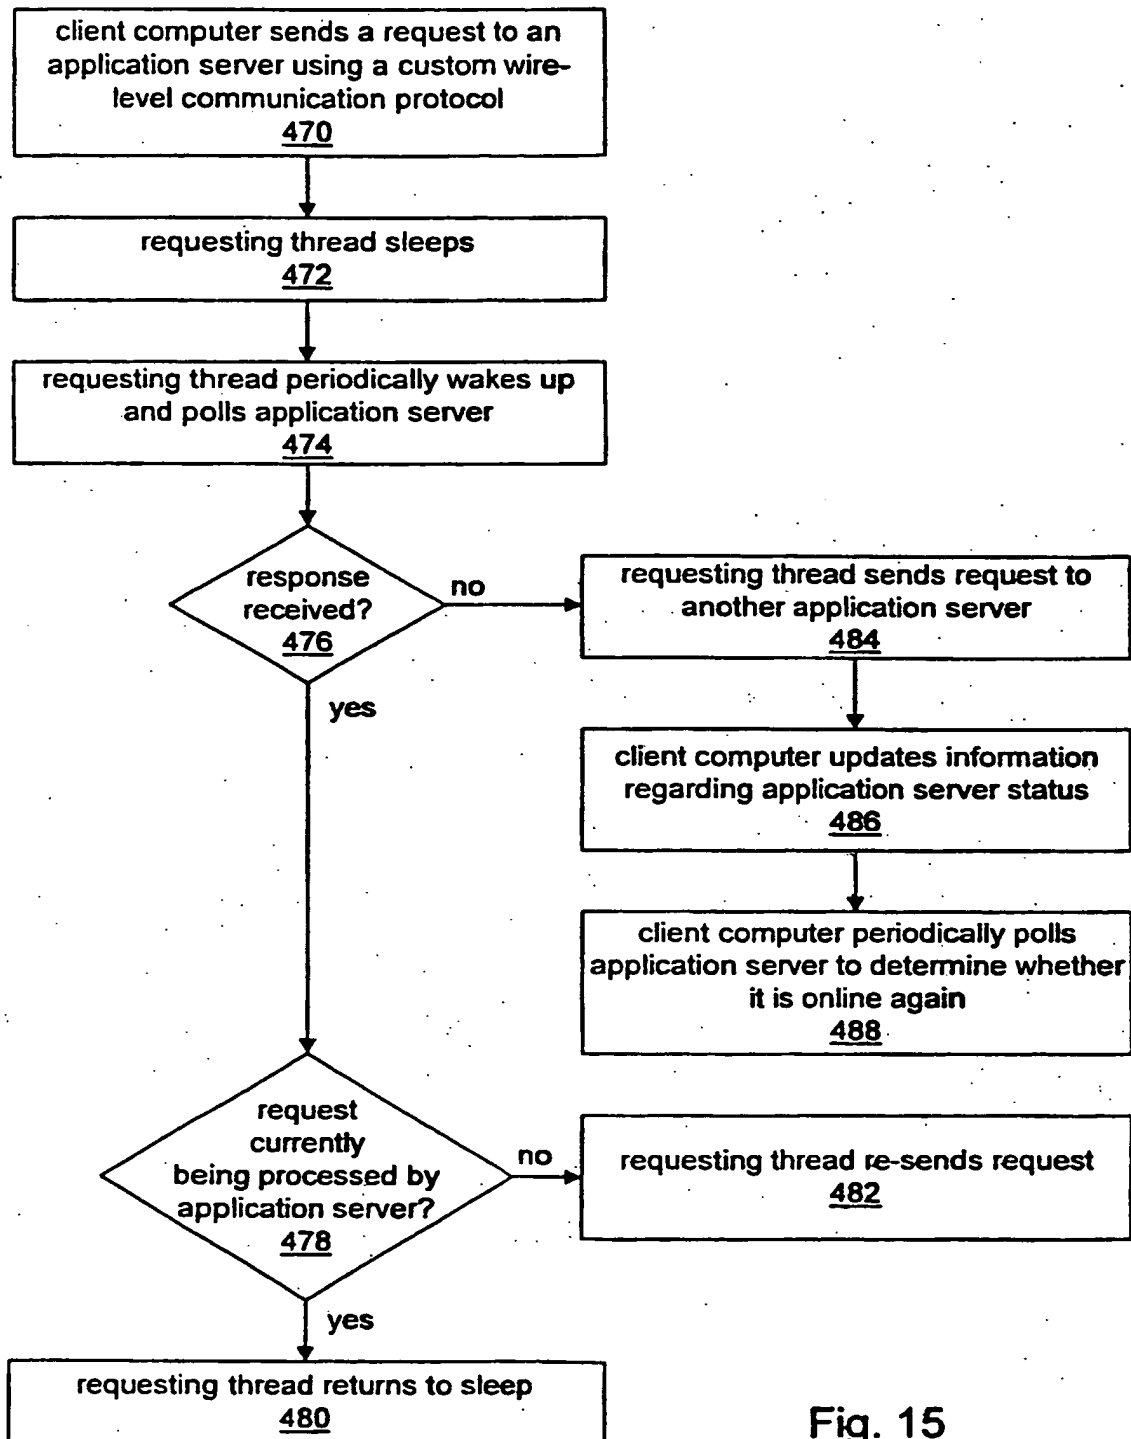 client computer sends a request to an
application server using a custom wire-
level communication protocol
470
requesting thread sleeps
472
requesting thread periodically wakes up
and polls application server
474
response
received?
476
no
requesting thread sends request to
another application server
484
yes
client computer updates information
regarding application server status
486
client computer periodically polls
application server to determine whether
it is online again
488
request
currently
being processed by
application server?
478
no
requesting thread re-sends request
482
yes
requesting thread returns to sleep
480
Fig. 15